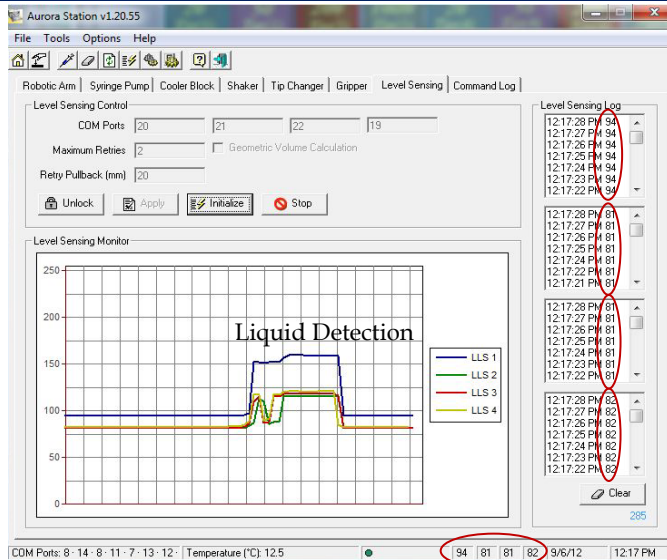 Aurora Station v1.20.55
File Tools Options Help
Robotic Arm Syringe Pump Cooler Block Shaker Tip Changer Gripper Level Sensing Command Log
Level Sensing Control
COM Ports 20 21 22 19
Maximum Retries 2 Geometric Volume Calculation
Retry Pullback (mm) 20
Unlock Apply Initialize Stop
Level Sensing Monitor
250
200
150
100
50
0
Liquid Detection
LLS 1
LLS 2
LLS 3
LLS 4
Level Sensing Log
12:17:28 PM 94
12:17:27 PM 94
12:17:26 PM 94
12:17:25 PM 94
12:17:24 PM 94
12:17:23 PM 94
12:17:22 PM 94
12:17:28 PM 81
12:17:27 PM 81
12:17:26 PM 81
12:17:25 PM 81
12:17:24 PM 81
12:17:22 PM 81
12:17:21 PM 81
12:17:28 PM 81
12:17:27 PM 81
12:17:26 PM 81
12:17:25 PM 81
12:17:24 PM 81
12:17:23 PM 81
12:17:22 PM 81
12:17:28 PM 82
12:17:27 PM 82
12:17:26 PM 82
12:17:25 PM 82
12:17:24 PM 82
12:17:23 PM 82
12:17:22 PM 82
Clear
285
COM Ports: 8 · 14 · 8 · 11 · 7 · 13 · 12 · Temperature (°C): 12.5 94 81 81 82 9/6/12 12:17 PM